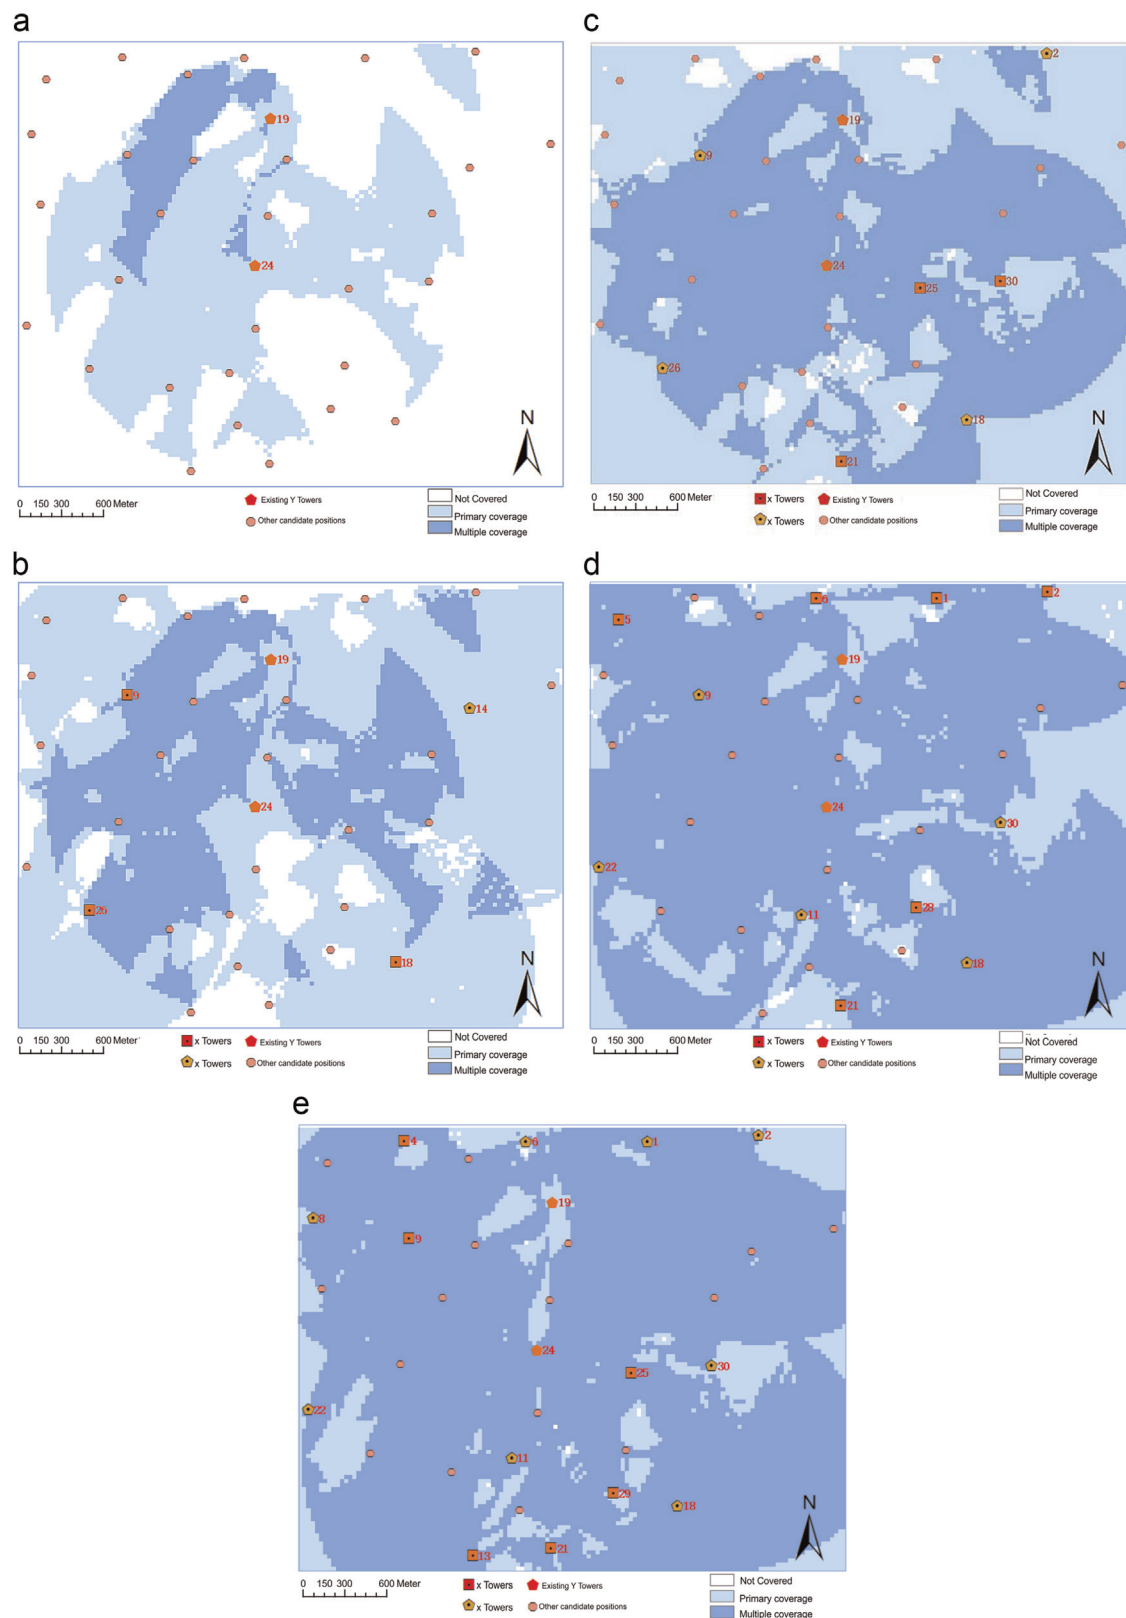 a
19
24
N
0 150 300 600 Meter
Existing Y Towers
Other candidate positions
Not Covered
Primary coverage
Multiple coverage
c
2
19
9
24
25
30
26
18
21
N
0 150 300 600 Meter
x Towers
Existing Y Towers
x Towers
Other candidate positions
Not Covered
Primary coverage
Multiple coverage
b
19
9
14
24
26
18
N
0 150 300 600 Meter
x Towers
Existing Y Towers
x Towers
Other candidate positions
Not Covered
Primary coverage
Multiple coverage
d
6
1
2
5
19
9
24
30
22
11
28
18
21
N
0 150 300 600 Meter
x Towers
Existing Y Towers
x Towers
Other candidate positions
Not Covered
Primary coverage
Multiple coverage
e
4
6
1
2
19
8
9
24
25
30
22
11
29
18
13
21
N
0 150 300 600 Meter
x Towers
Existing Y Towers
x Towers
Other candidate positions
Not Covered
Primary coverage
Multiple coverage